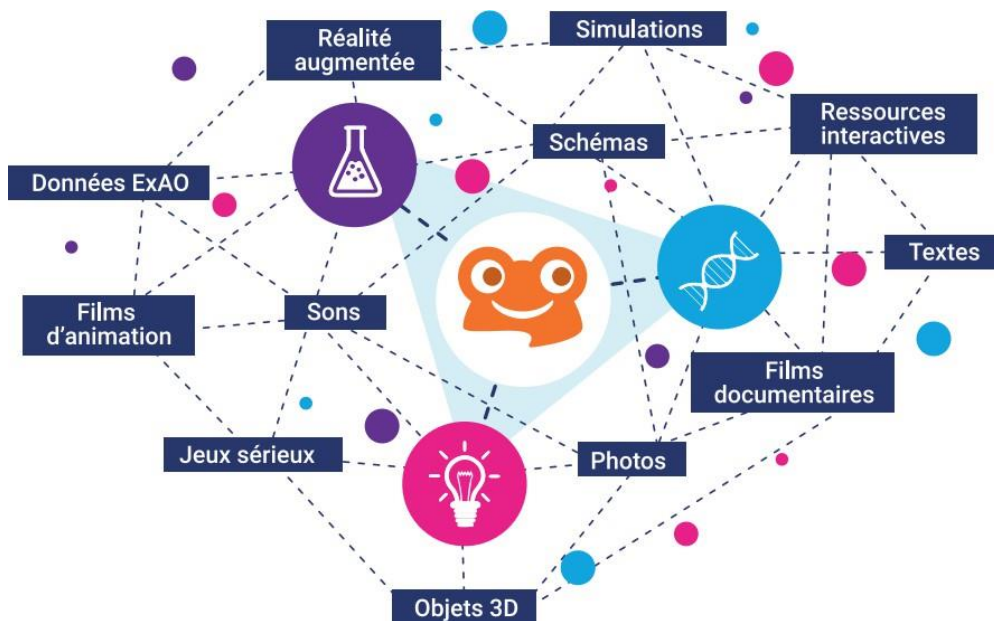 Réalité
augmentée
Simulations
Ressources
interactives
Schémas
Données ExAO
Textes
Films
d'animation
Sons
Films
documentaires
Jeux sérieux
Photos
Objets 3D